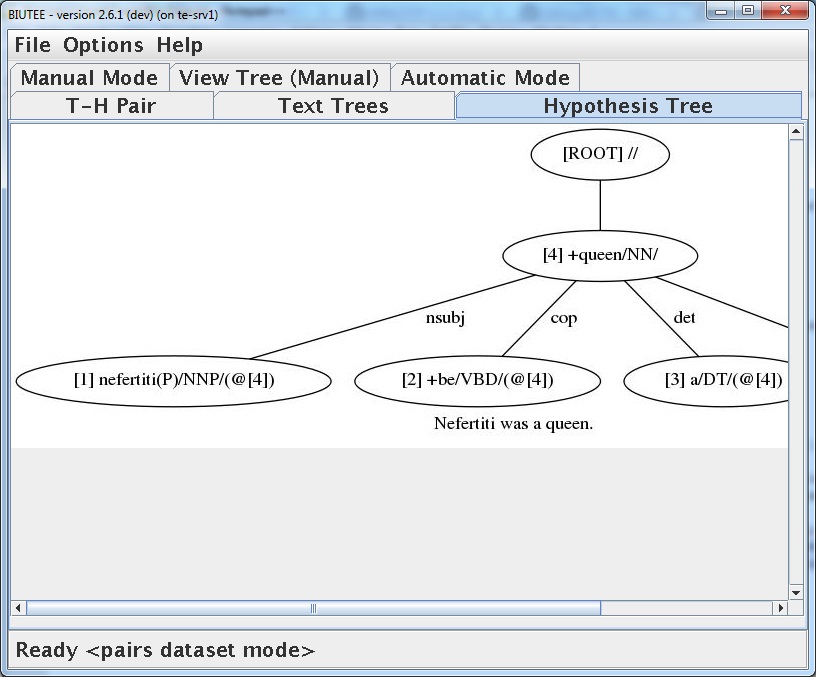 BIUTEE - version 2.6.1 (dev) (on te-srv1)
File Options Help
Manual Mode View Tree (Manual) Automatic Mode
T-H Pair Text Trees Hypothesis Tree
[ROOT] //
[4] +queen/NN/
nsubj cop det
[1] nefertiti(P)/NNP/(@[4]) [2] +be/VBD/(@[4]) [3] a/DT/(@[4])
Nefertiti was a queen.
Ready <pairs dataset mode>